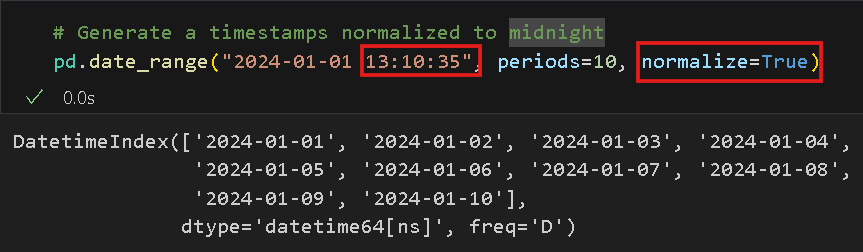 # Generate a timestamps normalized to midnight
pd.date_range("2024-01-01 13:10:35", periods=10, normalize=True)
0.0s
DatetimeIndex(['2024-01-01', '2024-01-02', '2024-01-03', '2024-01-04',
'2024-01-05', '2024-01-06', '2024-01-07', '2024-01-08',
'2024-01-09', '2024-01-10'],
dtype='datetime64[ns]', freq='D')